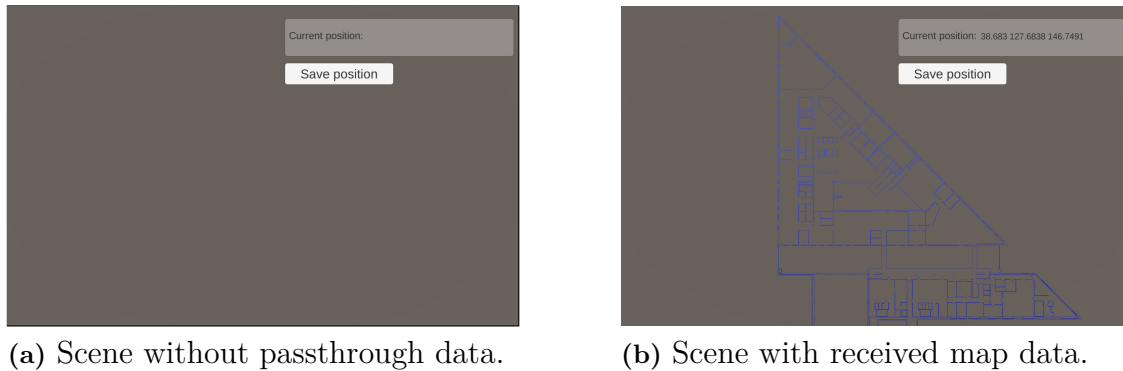 Current position:
Save position
Current position: 38.683 127.6838 146.7491
Save position
(a) Scene without passthrough data.
(b) Scene with received map data.